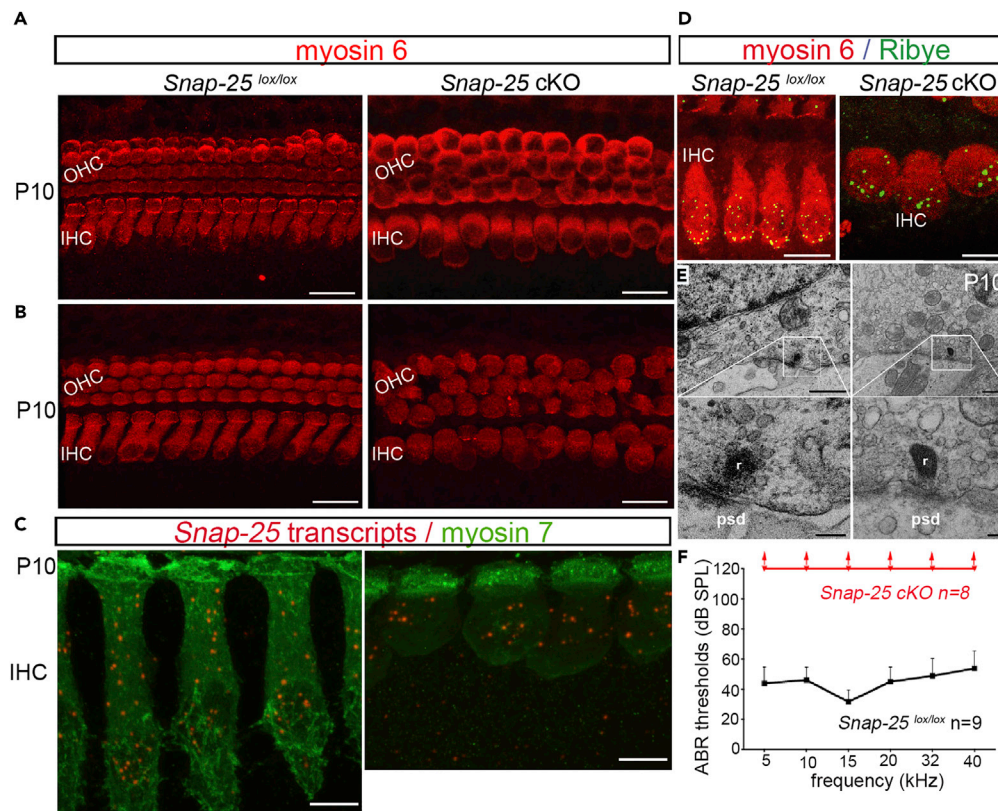 A
myosin 6
Snap-25 lox/lox
Snap-25 cKO
P10
OHC
IHC
OHC
IHC
B
P10
OHC
IHC
OHC
IHC
C
Snap-25 transcripts / myosin 7
P10
IHC
D
myosin 6 / Ribye
Snap-25 lox/lox
Snap-25 cKO
IHC
IHC
E
P10
r
psd
r
psd
F
ABR thresholds (dB SPL)
120
100
80
60
40
20
0
Snap-25 cKO n=8
Snap-25 lox/lox n=9
5 10 15 20 32 40
frequency (kHz)